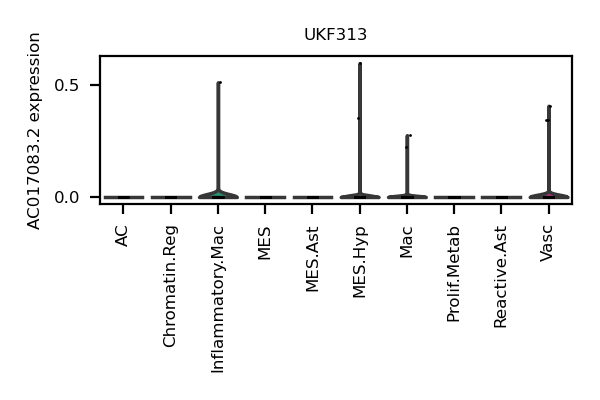 UKF313
AC017083.2 expression
0.5
0.0
AC
Chromatin.Reg
Inflammatory.Mac
MES
MES.Ast
MES.Hyp
Mac
Prolif.Metab
Reactive.Ast
Vasc